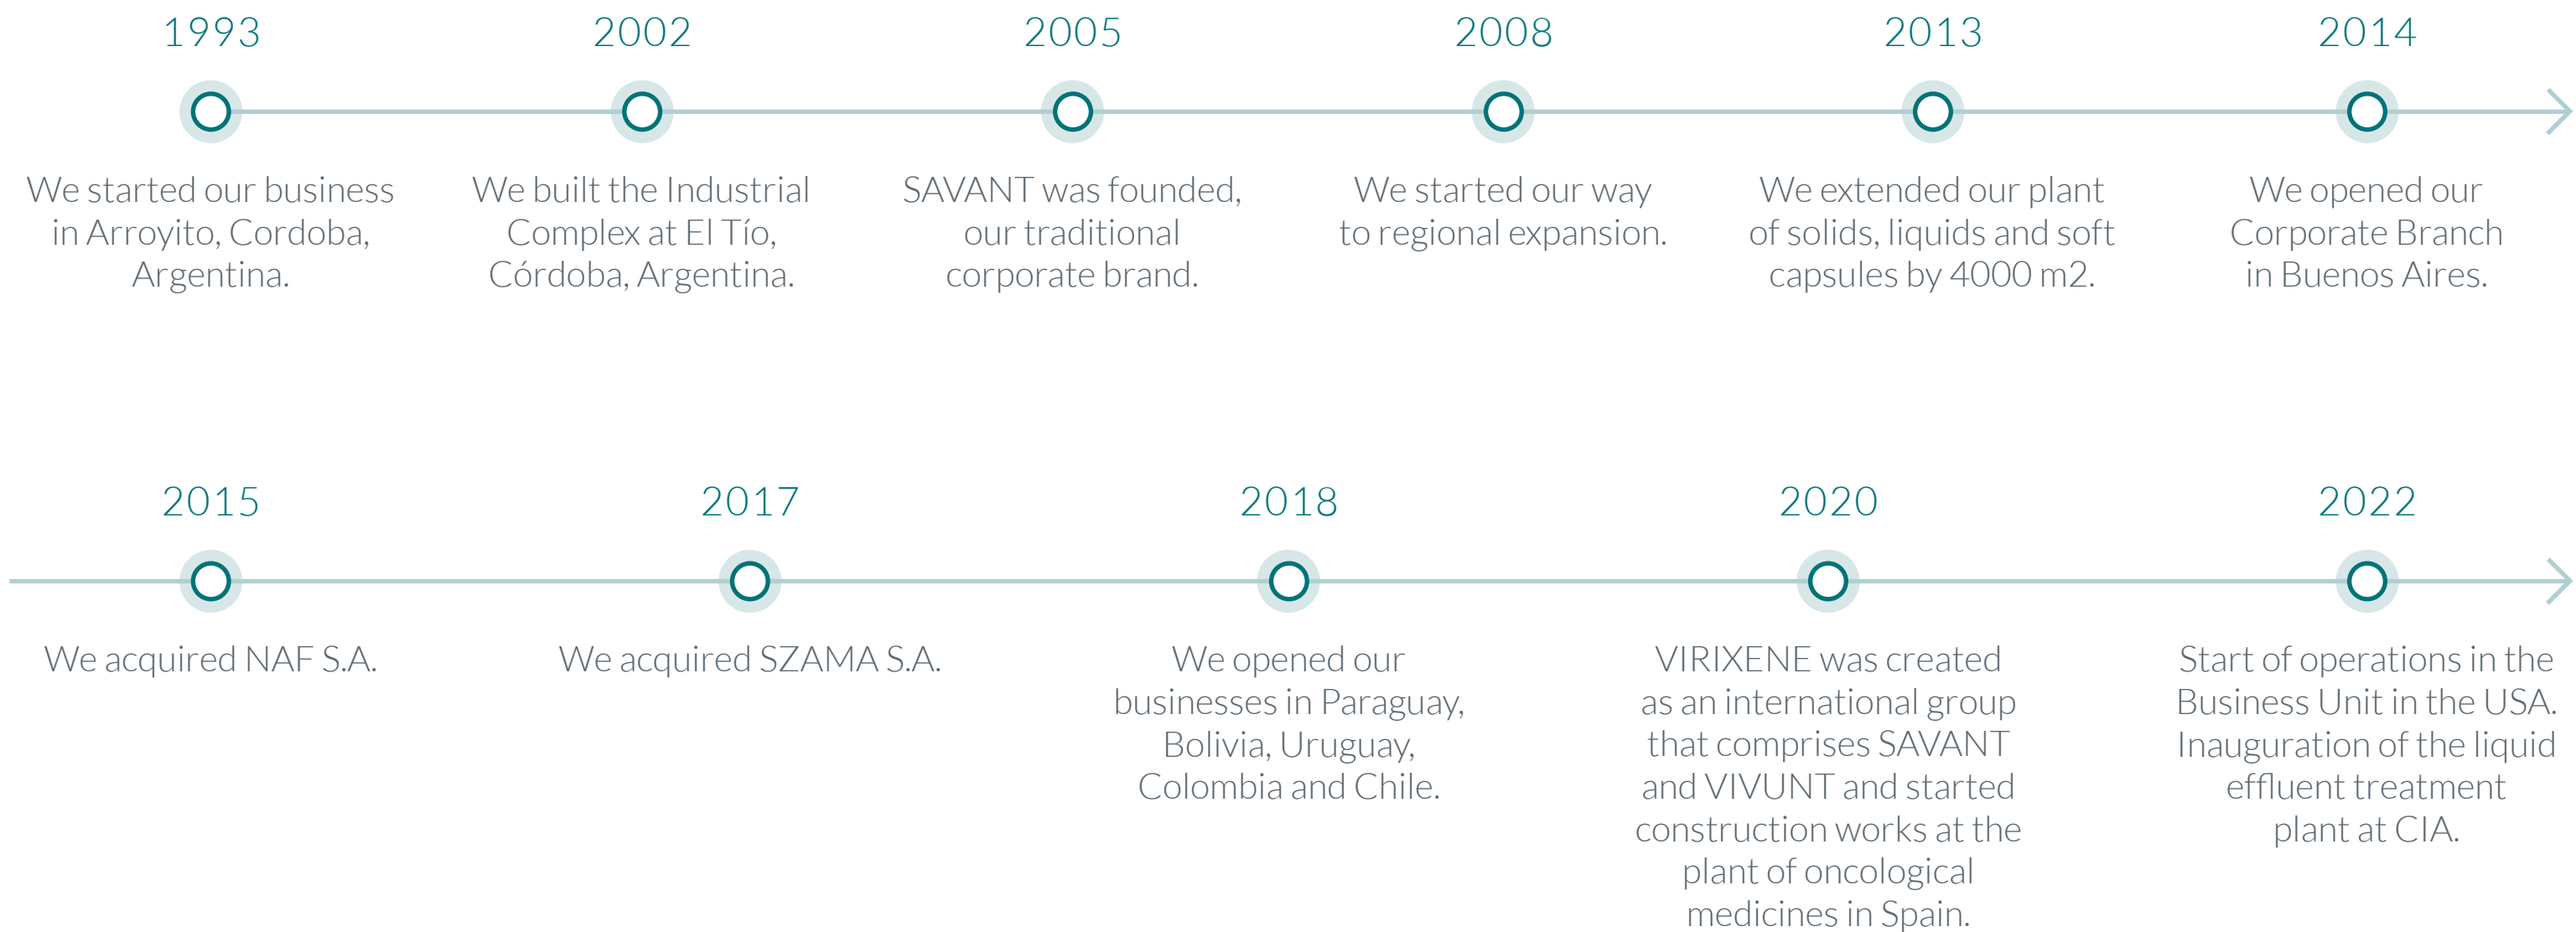 1993
We started our business
in Arroyito, Cordoba,
Argentina.
2002
We built the Industrial
Complex at El Tío,
Córdoba, Argentina.
2005
SAVANT was founded,
our traditional
corporate brand.
2008
We started our way
to regional expansion.
2013
We extended our plant
of solids, liquids and soft
capsules by 4000 m2.
2014
We opened our
Corporate Branch
in Buenos Aires.
2015
We acquired NAF S.A.
2017
We acquired SZAMA S.A.
2018
We opened our
businesses in Paraguay,
Bolivia, Uruguay,
Colombia and Chile.
2020
VIRIXENE was created
as an international group
that comprises SAVANT
and VIVUNT and started
construction works at the
plant of oncological
medicines in Spain.
2022
Start of operations in the
Business Unit in the USA.
Inauguration of the liquid
effluent treatment
plant at CIA.